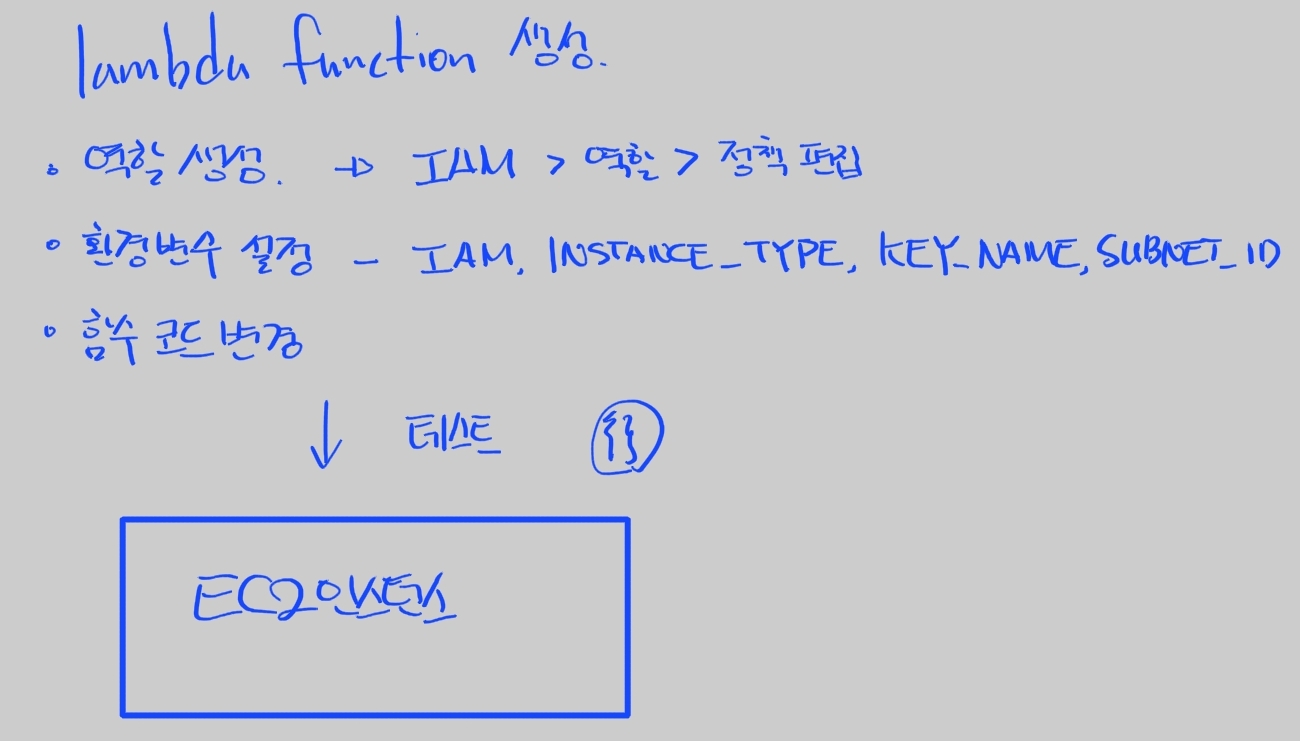 lambda function 생성.
• 역할 생성. → IAM > 역할 > 정책 편집
• 환경변수 설정 - IAM, INSTANCE_TYPE, KEY_NAME, SUBNET_ID
• 함수 코드 변경
↓ 테스트 {}
EC2인스턴스